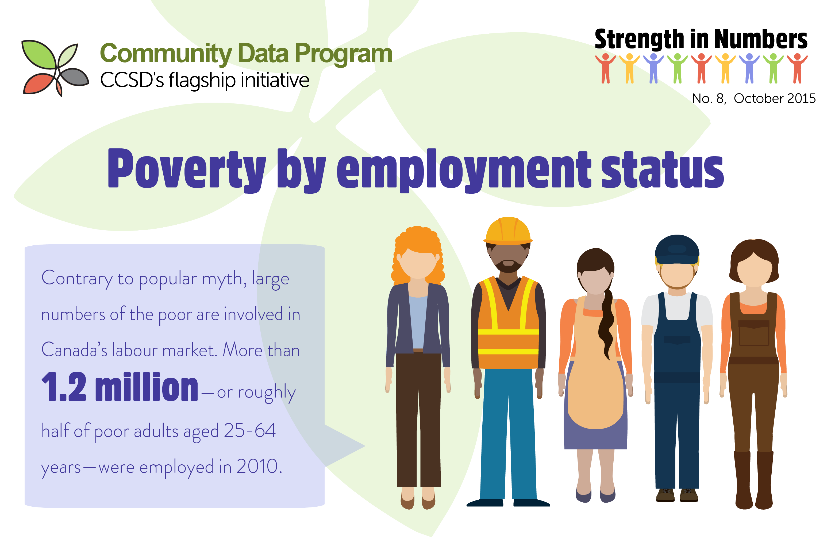 Community Data Program
CCSD's flagship initiative
Strength in Numbers
No. 8, October 2015
Poverty by employment status
Contrary to popular myth, large
numbers of the poor are involved in
Canada's labour market. More than
1.2 million—or roughly
half of poor adults aged 25-64
years—were employed in 2010.